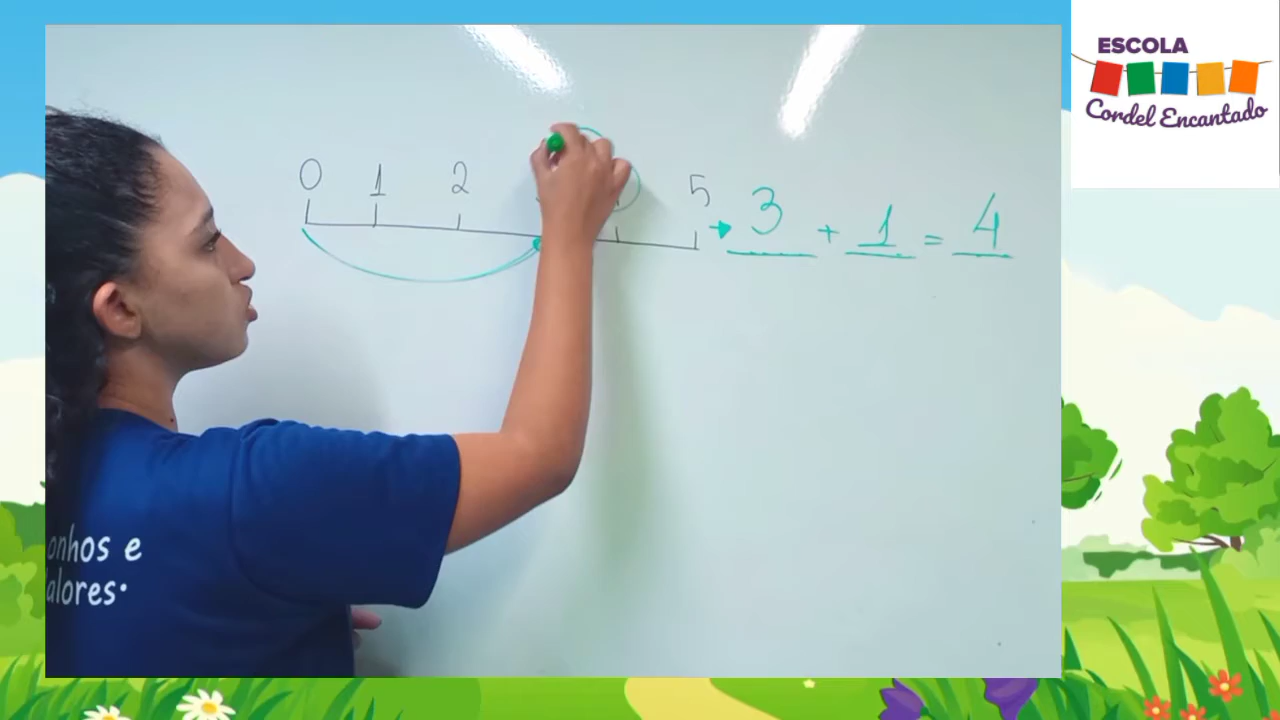 ESCOLA
Cordel Encantado
0 1 2 5
3 + 1 = 4
onhos e
alores.